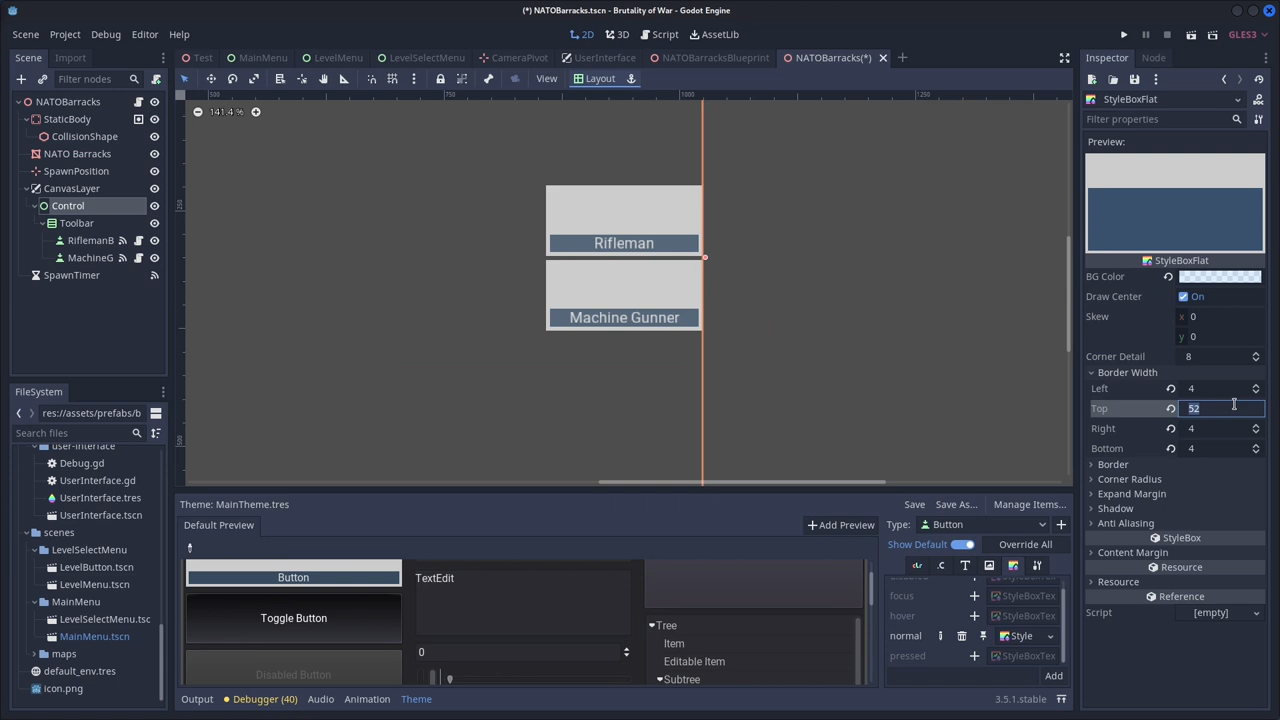 (*) NATOBarracks.tscn - Brutality of War - Godot Engine
Scene Project Debug Editor Help
2D 3D Script AssetLib
GLES3
Scene Import
Test MainMenu LevelMenu LevelSelectMenu CameraPivot UserInterface NATOBarracksBlueprint NATOBarracks(*)
Inspector Node
Filter nodes
View Layout
StyleBoxFlat
Filter properties
500 750 1000 1250
141.4 %
250
500
NATOBarracks
StaticBody
CollisionShape
NATO Barracks
SpawnPosition
CanvasLayer
Control
Toolbar
RiflemanB
MachineG
SpawnTimer
Rifleman
Machine Gunner
Preview:
StyleBoxFlat
BG Color
Draw Center On
Skew x 0
y 0
Corner Detail 8
Border Width
Left 4
Top 52
Right 4
Bottom 4
Border
Corner Radius
Expand Margin
Shadow
Anti Aliasing
StyleBox
Content Margin
Resource
Resource
Reference
Script [empty]
FileSystem
res://assets/prefabs/b
Search files
user-interface
Debug.gd
UserInterface.gd
UserInterface.tres
UserInterface.tscn
scenes
LevelSelectMenu
LevelButton.tscn
LevelMenu.tscn
MainMenu
LevelSelectMenu.tsc
MainMenu.tscn
maps
default_env.tres
icon.png
Theme: MainTheme.tres
Save Save As... Manage Items...
Default Preview
Add Preview
Type: Button
Show Default Override All
Button
Toggle Button
Disabled Button
TextEdit
0
Tree
Item
Editable Item
Subtree
disabled StyleBoxTex
focus StyleBoxTex
hover StyleBoxTex
normal Style
pressed StyleBoxTex
Add
Output Debugger (40) Audio Animation Theme
3.5.1.stable